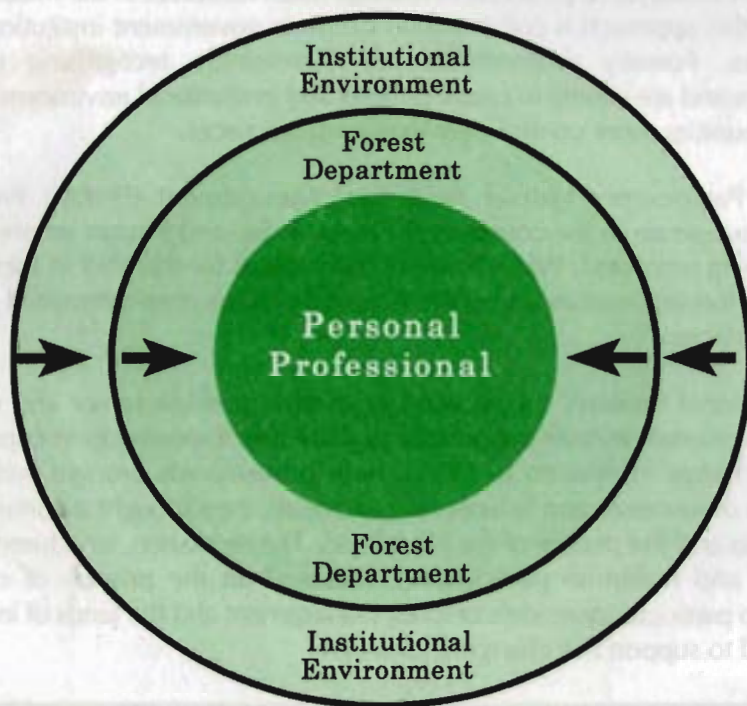 Institutional
Environment
Forest
Department
Personal
Professional
Forest
Department
Institutional
Environment